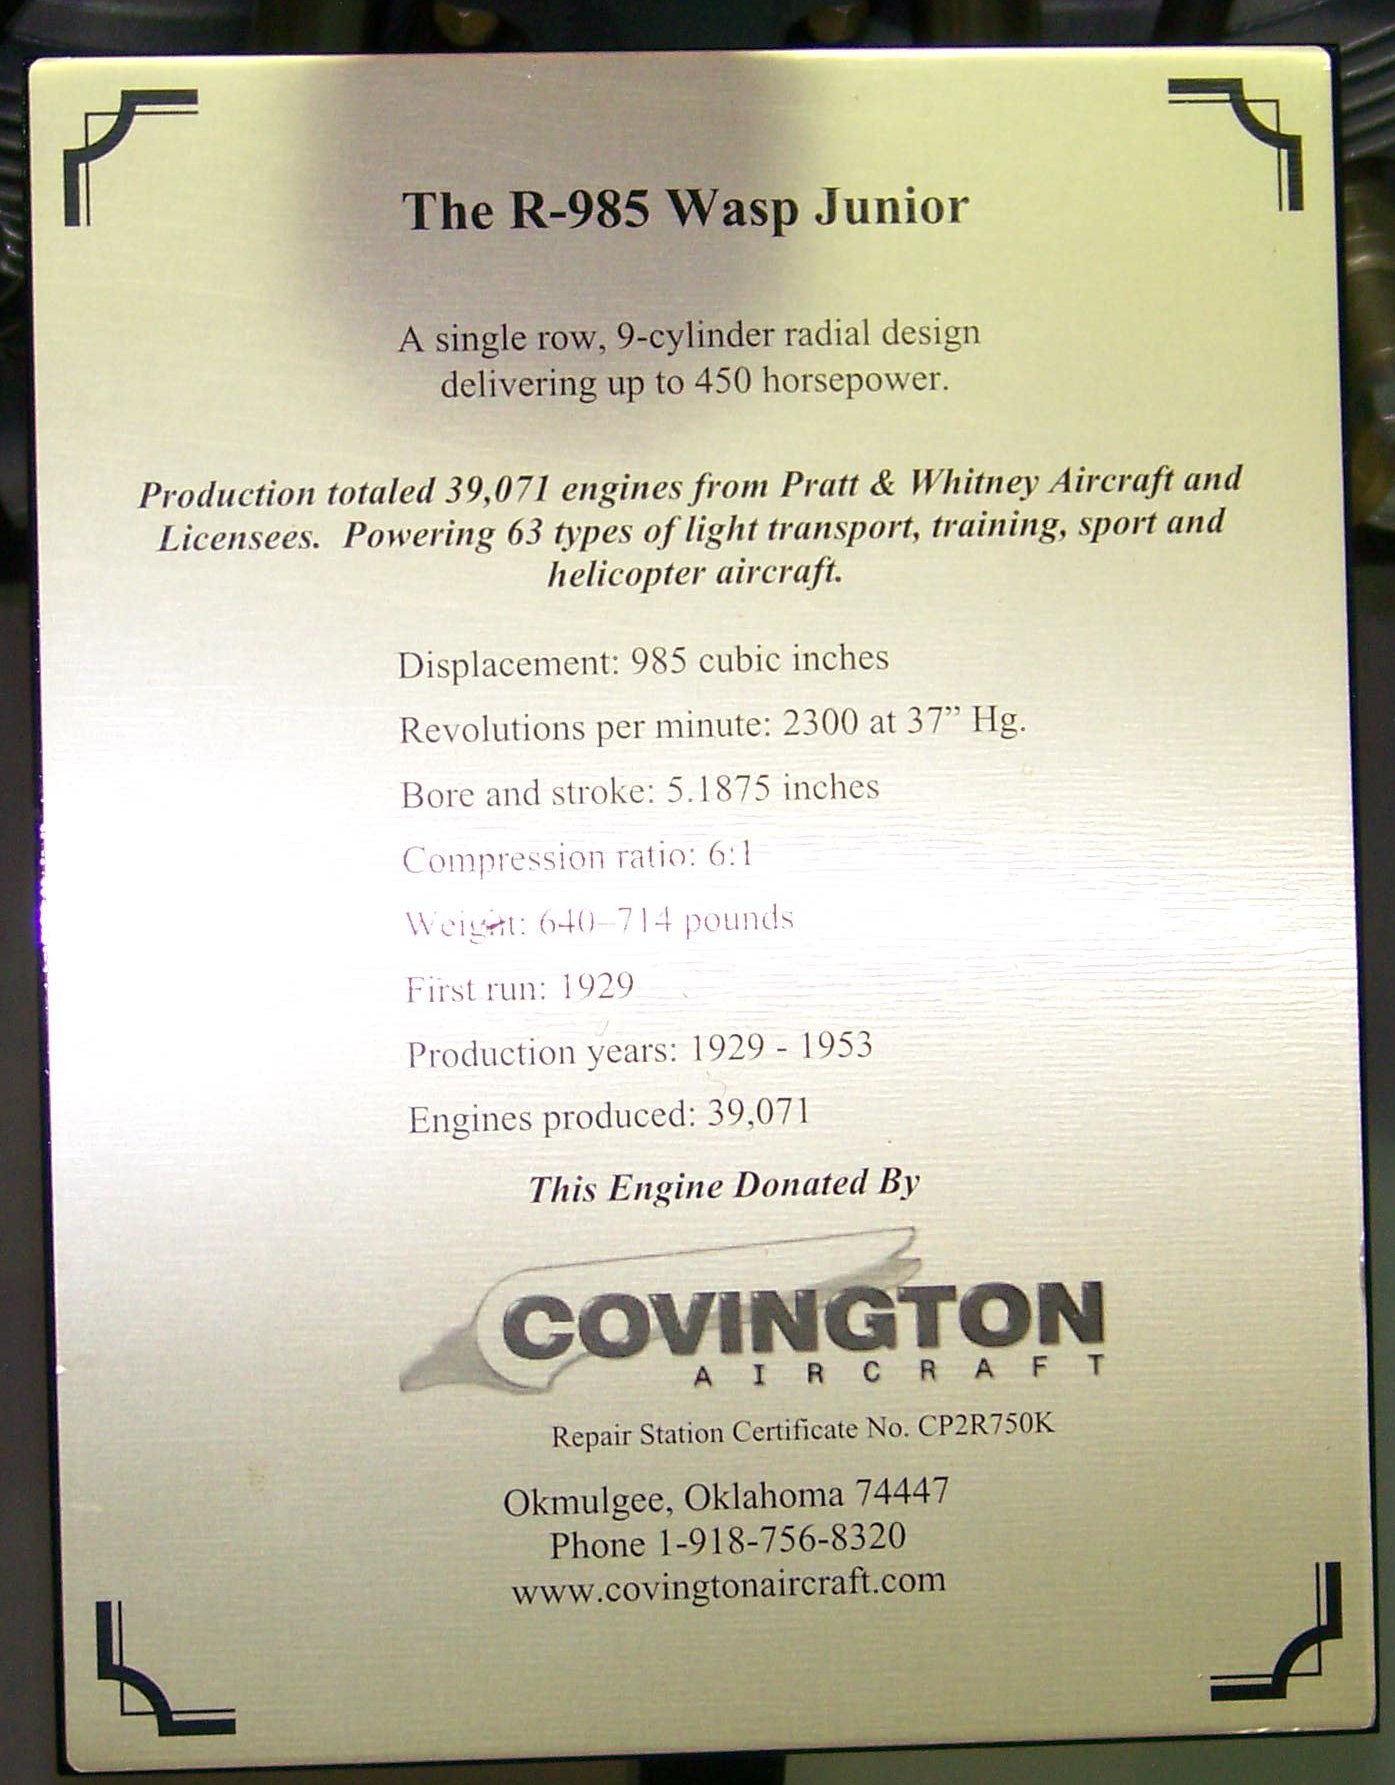 The R-985 Wasp Junior
A single row, 9-cylinder radial design
delivering up to 450 horsepower.
Production totaled 39,071 engines from Pratt & Whitney Aircraft and
Licensees.  Powering 63 types of light transport, training, sport and
helicopter aircraft.
Displacement: 985 cubic inches
Revolutions per minute: 2300 at 37” Hg.
Bore and stroke: 5.1875 inches
Compression ratio: 6:1
Weight: 640–714 pounds
First run: 1929
Production years: 1929 - 1953
Engines produced: 39,071
This Engine Donated By
COVINGTON
AIRCRAFT
Repair Station Certificate No. CP2R750K
Okmulgee, Oklahoma 74447
Phone 1-918-756-8320
www.covingtonaircraft.com